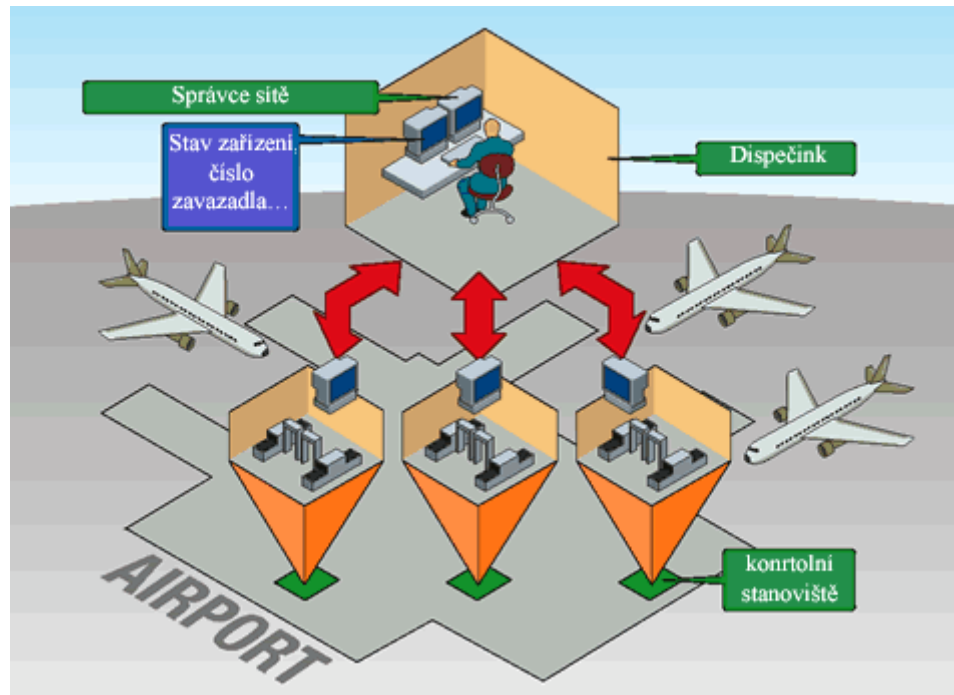 Správce sítě
Stav zařízení,
číslo
zavazadla…
Dispečink
konrtolní
stanoviště
AIRPORT